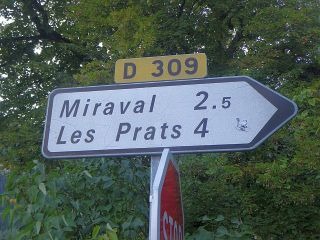 D 309
Miraval 2.5
Les Prats 4
STOP